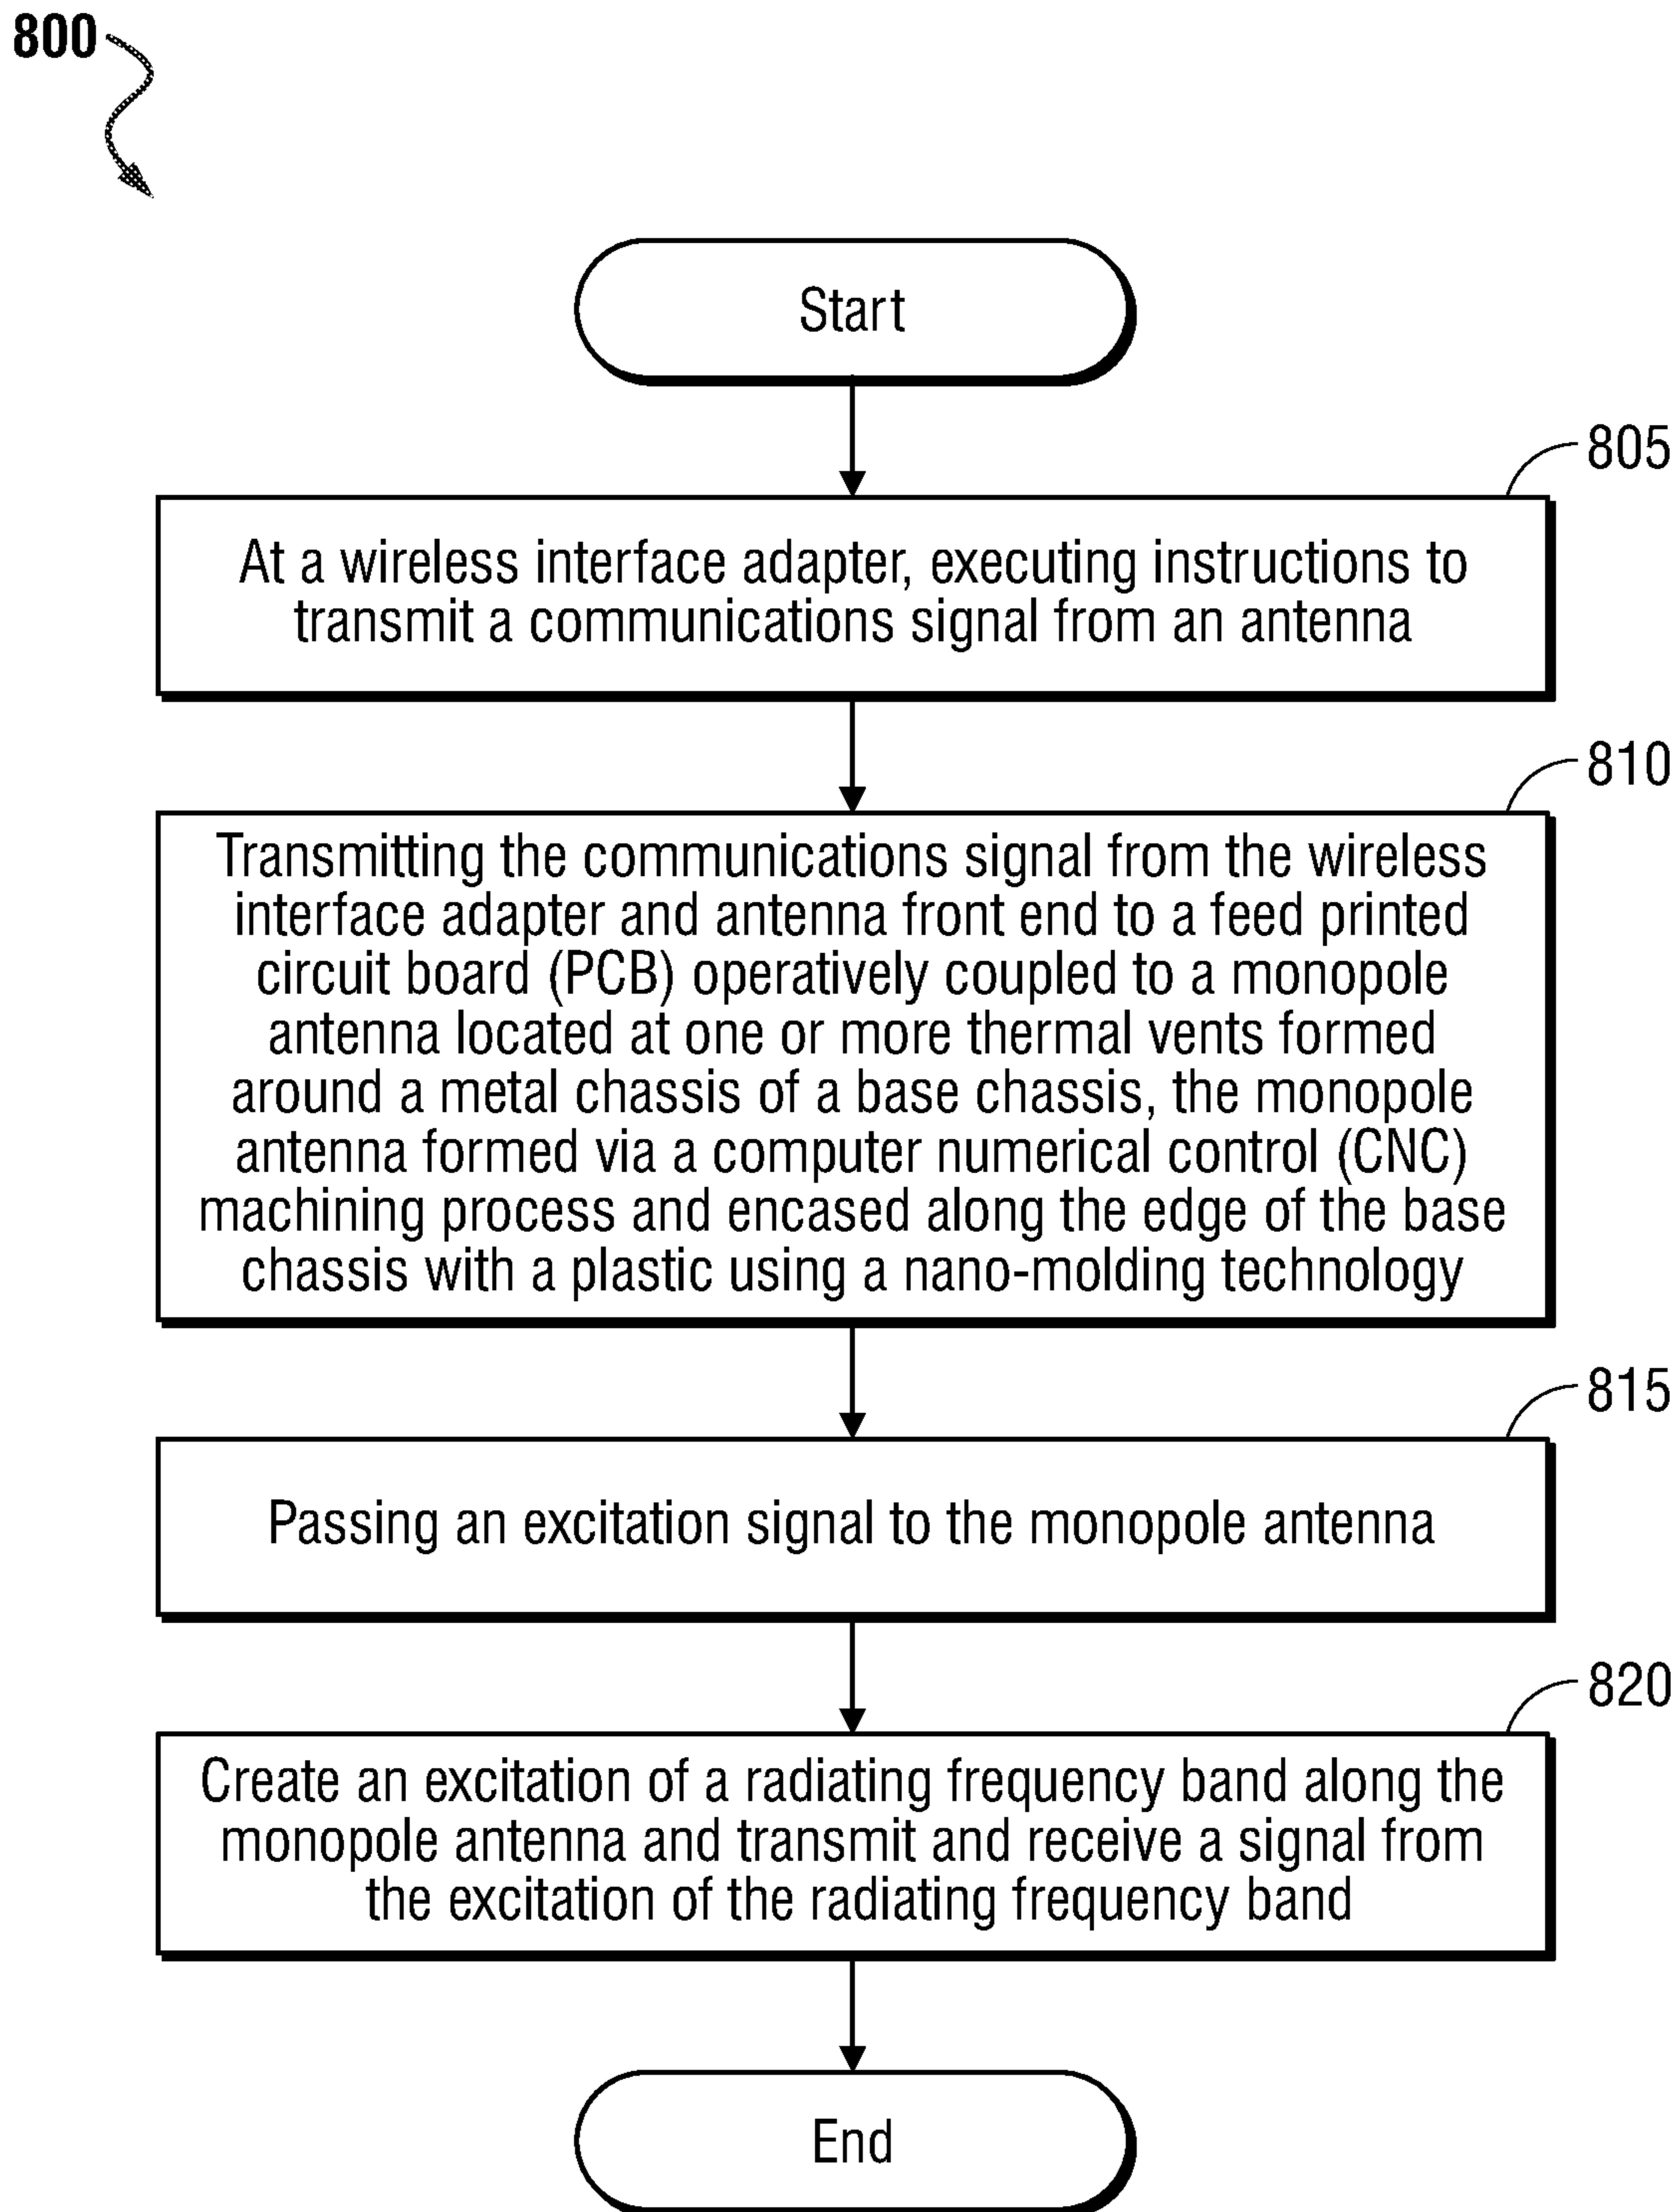 800
Start
805
At a wireless interface adapter, executing instructions to
transmit a communications signal from an antenna
810
Transmitting the communications signal from the wireless
interface adapter and antenna front end to a feed printed
circuit board (PCB) operatively coupled to a monopole
antenna located at one or more thermal vents formed
around a metal chassis of a base chassis, the monopole
antenna formed via a computer numerical control (CNC)
machining process and encased along the edge of the base
chassis with a plastic using a nano-molding technology
815
Passing an excitation signal to the monopole antenna
820
Create an excitation of a radiating frequency band along the
monopole antenna and transmit and receive a signal from
the excitation of the radiating frequency band
End